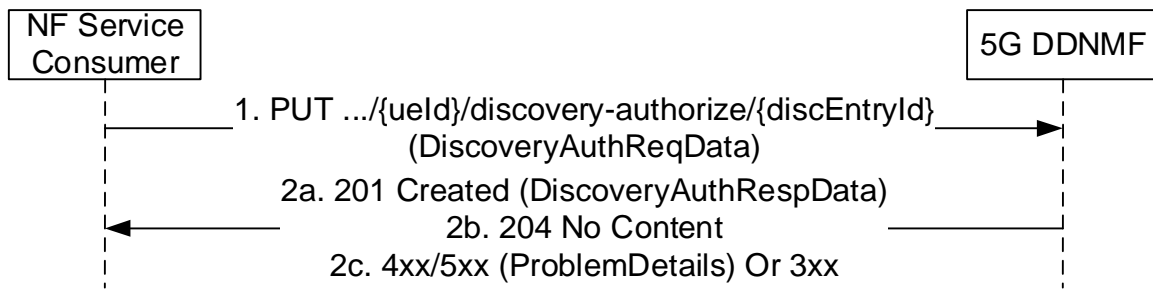 NF Service
Consumer
5G DDNMF
1. PUT .../{ueId}/discovery-authorize/{discEntryId}
(DiscoveryAuthReqData)
2a. 201 Created (DiscoveryAuthRespData)
2b. 204 No Content
2c. 4xx/5xx (ProblemDetails) Or 3xx